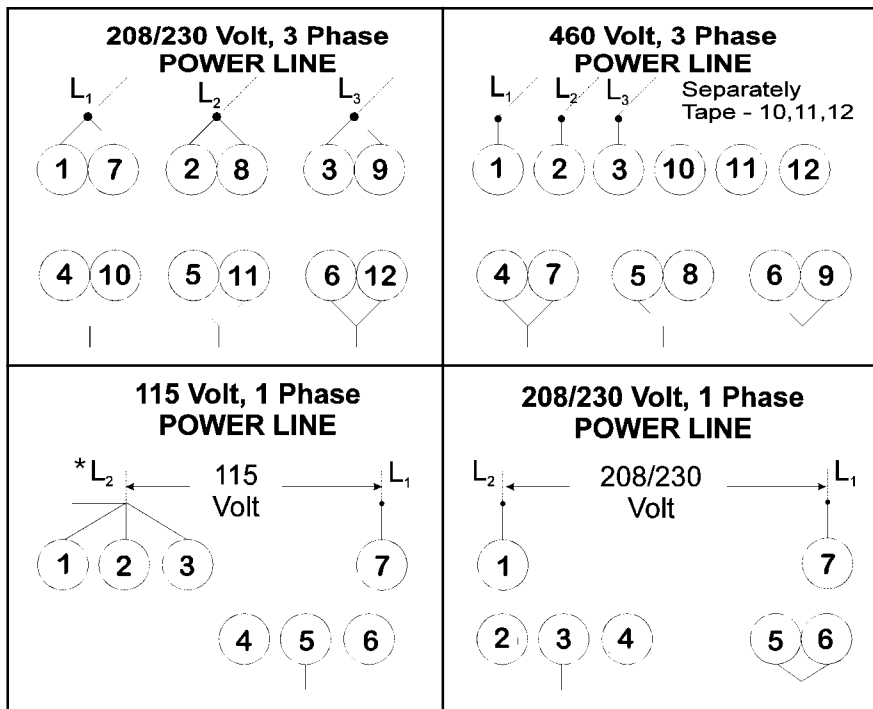 208/230 Volt, 3 Phase
POWER LINE
L1 L2 L3
1 7 2 8 3 9
4 10 5 11 6 12
460 Volt, 3 Phase
POWER LINE
L1 L2 L3 Separately
Tape - 10,11,12
1 2 3 10 11 12
4 7 5 8 6 9
115 Volt, 1 Phase
POWER LINE
*L2 115 L1
Volt
1 2 3 7
4 5 6
208/230 Volt, 1 Phase
POWER LINE
L2 208/230 L1
Volt
1 7
2 3 4 5 6